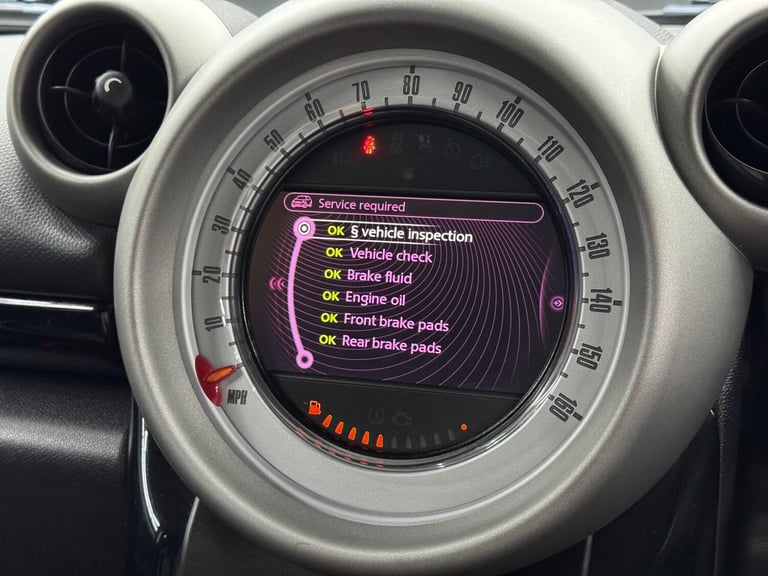 10
20
30
40
50
60
70
80
90
100
110
120
130
140
150
160
MPH
Service required
OK § vehicle inspection
OK Vehicle check
OK Brake fluid
OK Engine oil
OK Front brake pads
OK Rear brake pads